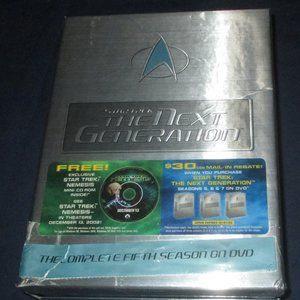 STAR TREK
THE NEXT
GENERATION
FREE!
EXCLUSIVE
STAR TREK:
NEMESIS
MINI CD-ROM
INSIDE!*
SEE
STAR TREK:
NEMESIS—
IN THEATERS
DECEMBER 13, 2002!
$30 MAIL-IN REBATE!
WHEN YOU PURCHASE
STAR TREK:
THE NEXT GENERATION
SEASONS 5, 6 & 7 ON DVD
THE COMPLETE FIFTH SEASON ON DVD